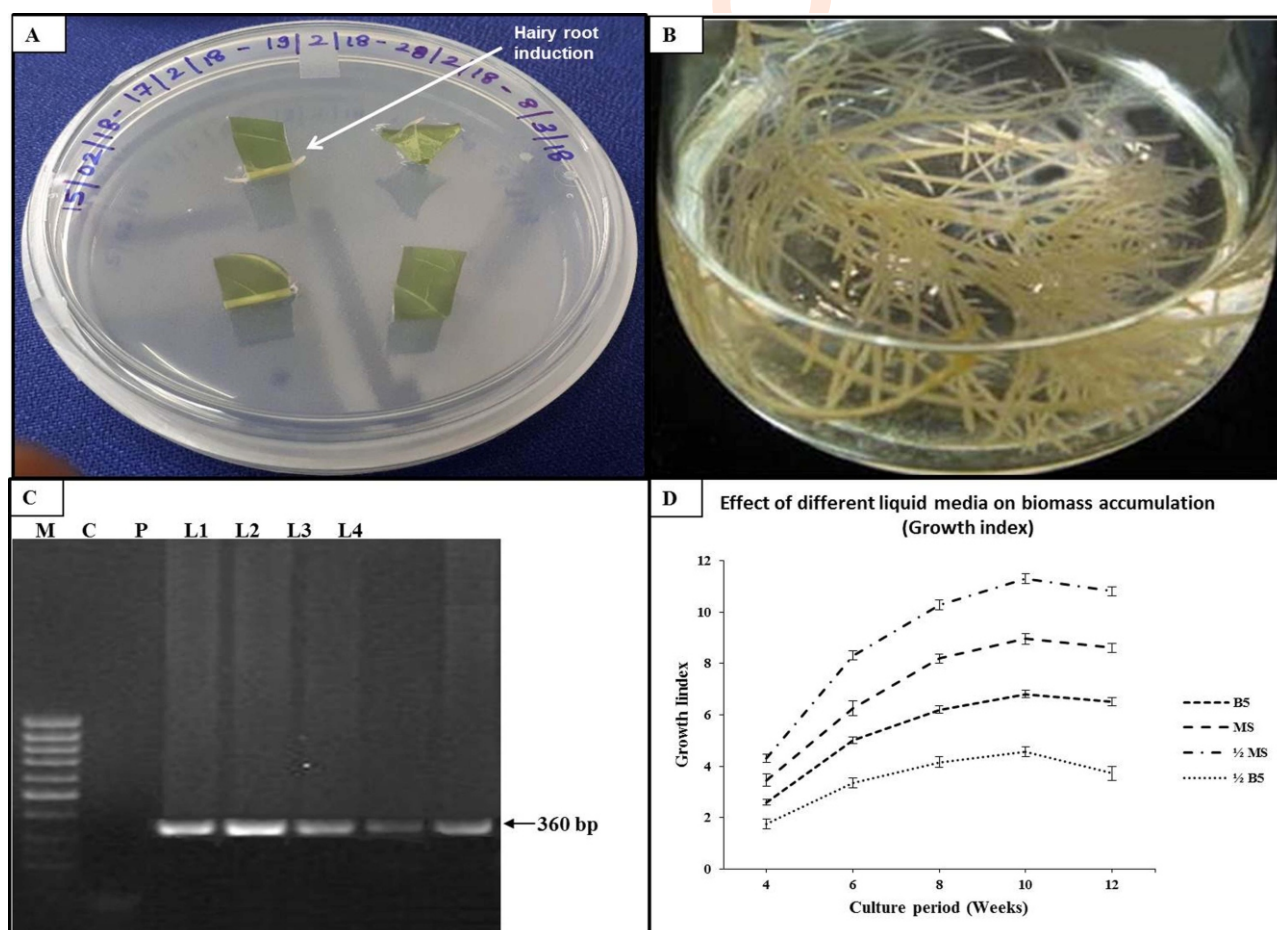 A
15/02/18-17/2/18-19/2/18-28/2/18-8/3/18
Hairy root
induction
B
C
M C P L1 L2 L3 L4
360 bp
D
Effect of different liquid media on biomass accumulation
(Growth index)
Growth Iindex
12
10
8
6
4
2
0
4 6 8 10 12
Culture period (Weeks)
B5
MS
½ MS
½ B5